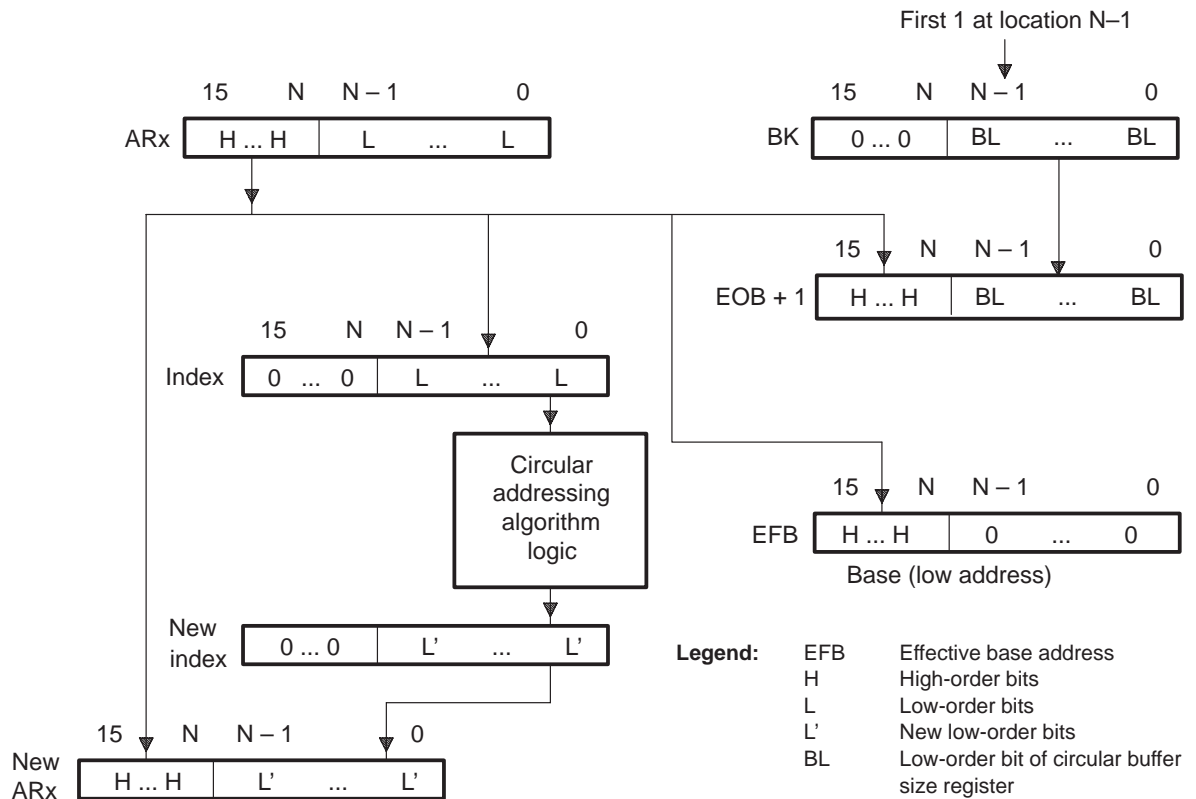 First 1 at location N–1
15 N N – 1 0
ARx H ... H L ... L
15 N N – 1 0
BK 0 ... 0 BL ... BL
15 N N – 1 0
EOB + 1 H ... H BL ... BL
15 N N – 1 0
Index 0 ... 0 L ... L
Circular
addressing
algorithm
logic
15 N N – 1 0
EFB H ... H 0 ... 0
Base (low address)
New
index 0 ... 0 L' ... L'
15 N N – 1 0
New
ARx H ... H L' ... L'
Legend: EFB Effective base address
H High-order bits
L Low-order bits
L' New low-order bits
BL Low-order bit of circular buffer
size register